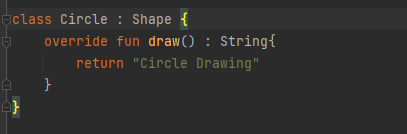 class Circle : Shape {
override fun draw() : String{
return "Circle Drawing"
}
}